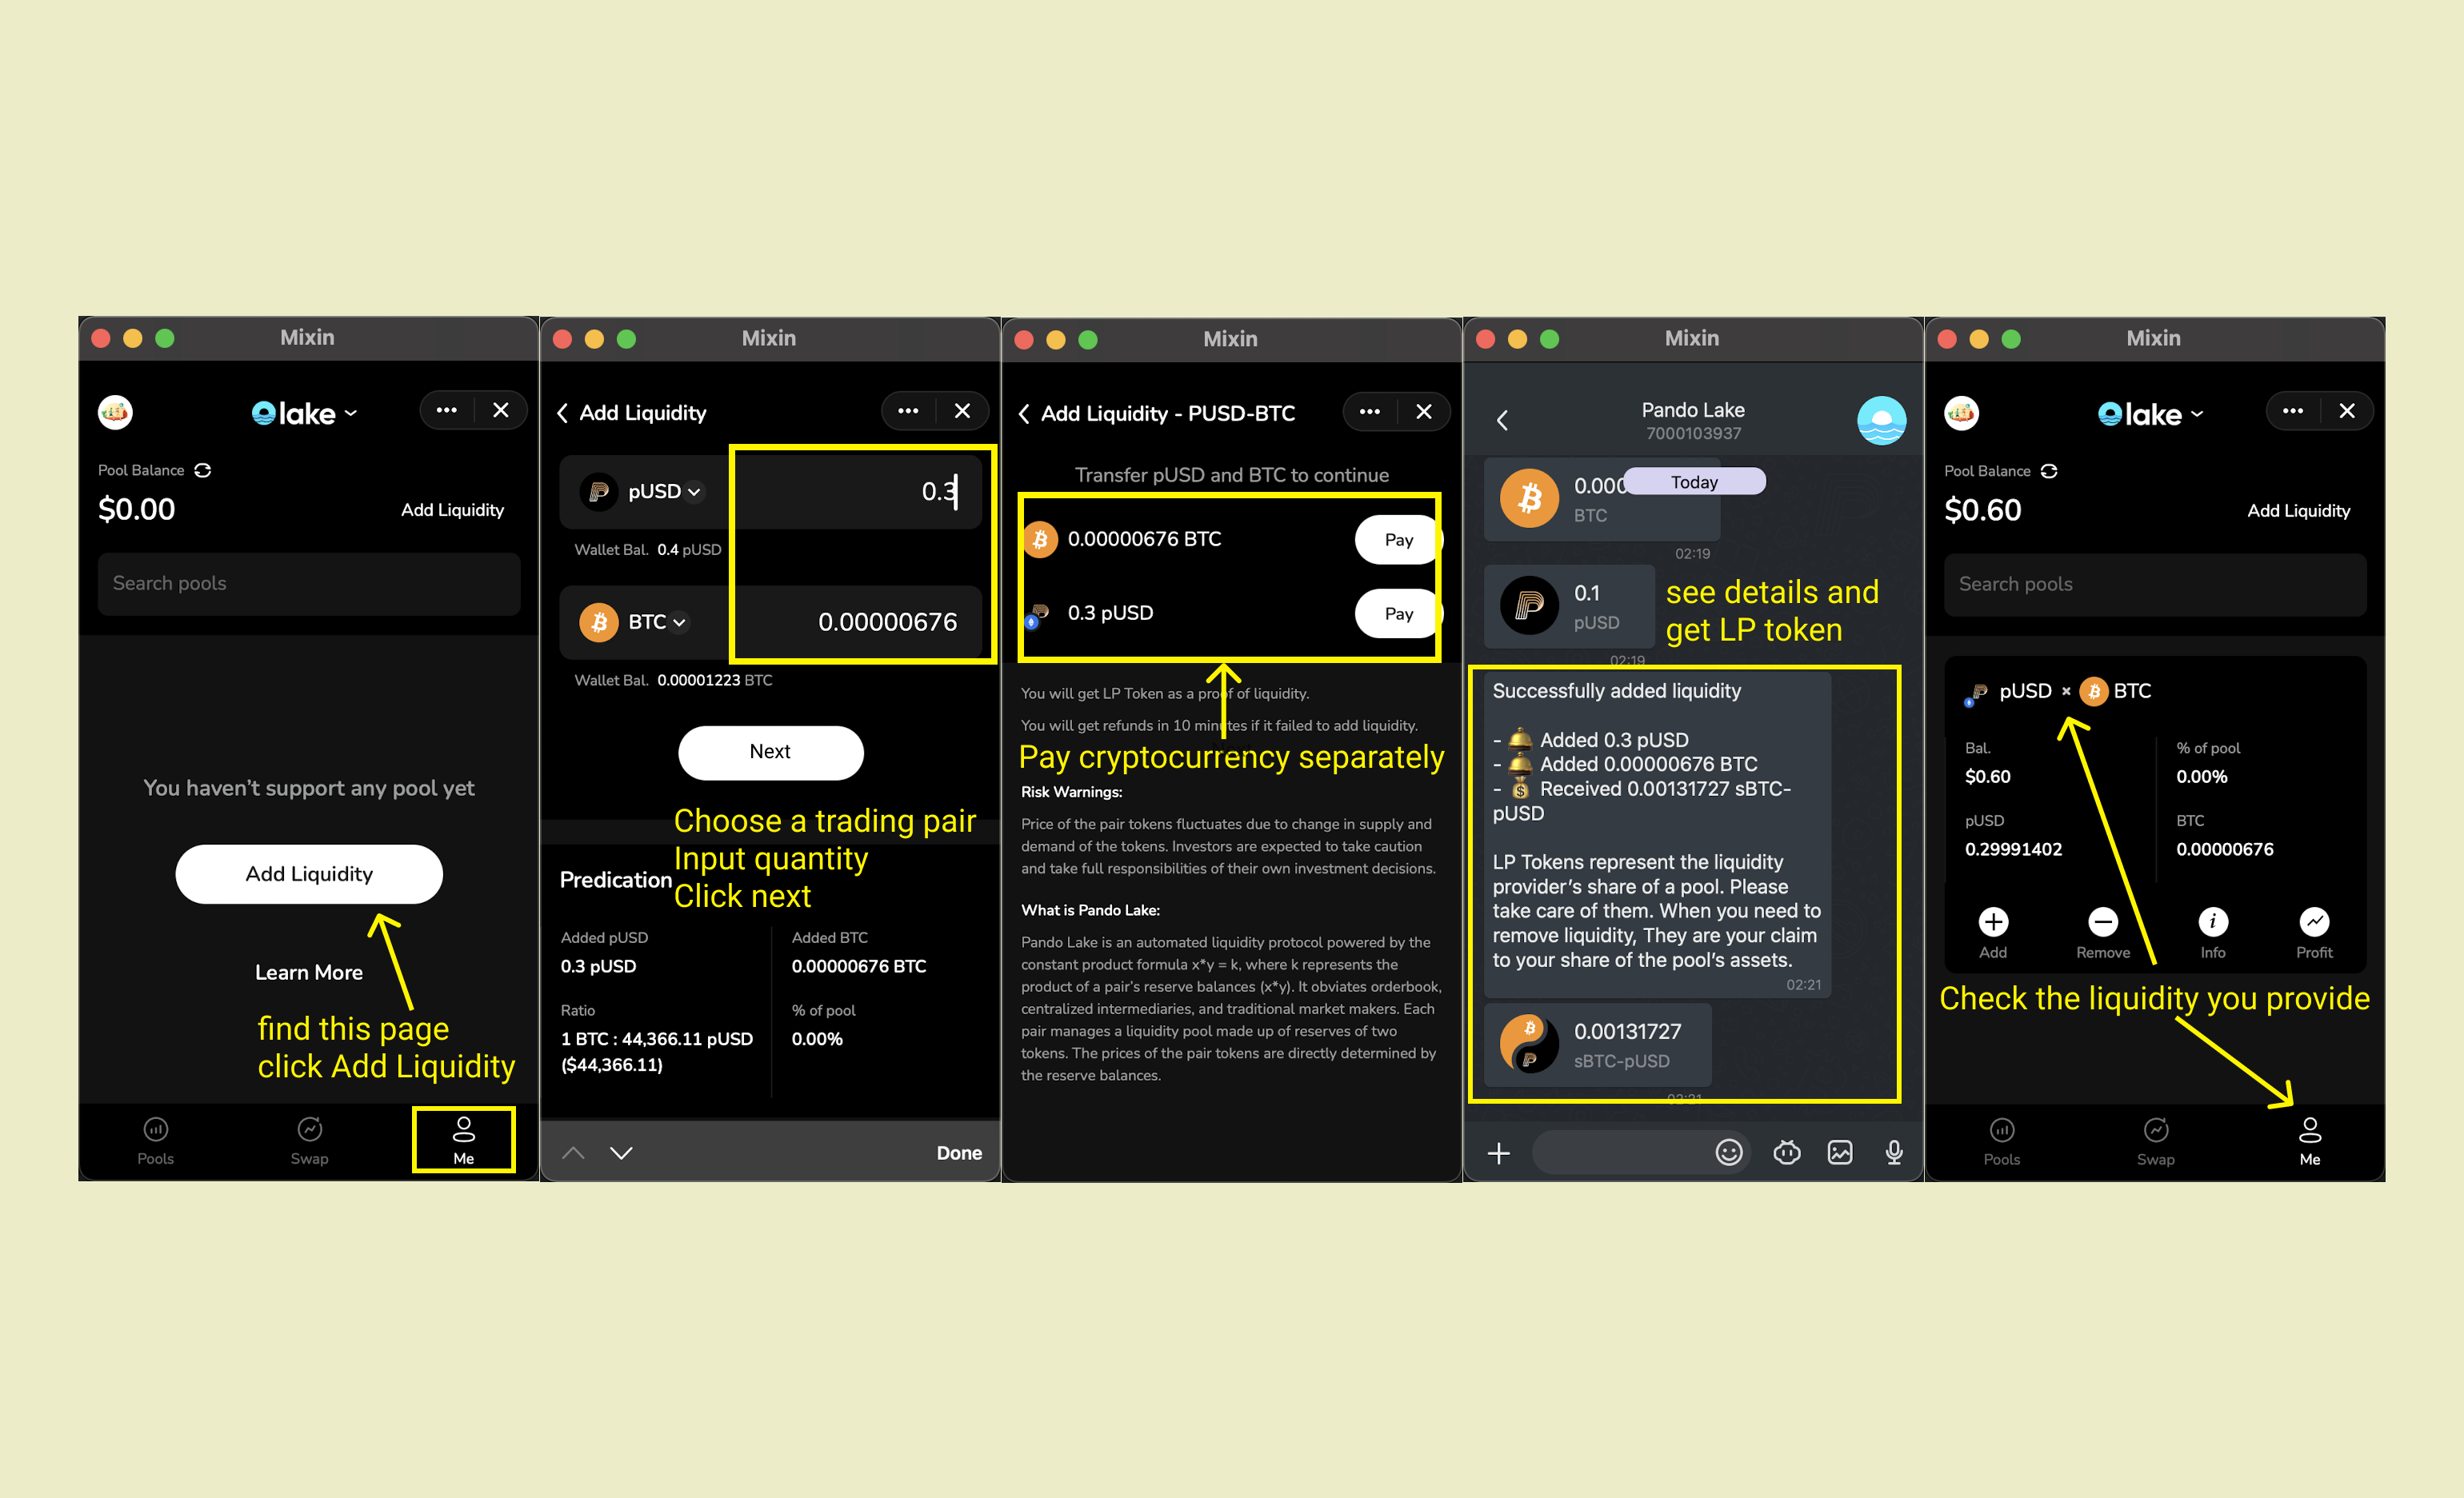 Mixin
lake
Pool Balance
$0.00
Add Liquidity
Search pools
You haven't support any pool yet
Add Liquidity
Learn More
find this page
click Add Liquidity
Pools
Swap
Me
Mixin
Add Liquidity
pUSD
0.3
Wallet Bal. 0.4 pUSD
BTC
0.00000676
Wallet Bal. 0.00001223 BTC
Next
Choose a trading pair
Input quantity
Click next
Predication
Added pUSD
0.3 pUSD
Added BTC
0.00000676 BTC
Ratio
1 BTC : 44,366.11 pUSD
($44,366.11)
% of pool
0.00%
Done
Mixin
Add Liquidity - PUSD-BTC
Transfer pUSD and BTC to continue
0.00000676 BTC
Pay
0.3 pUSD
Pay
You will get LP Token as a proof of liquidity.
You will get refunds in 10 minutes if it failed to add liquidity.
Pay cryptocurrency separately
Risk Warnings:
Price of the pair tokens fluctuates due to change in supply and
demand of the tokens. Investors are expected to take caution
and take full responsibilities of their own investment decisions.
What is Pando Lake:
Pando Lake is an automated liquidity protocol powered by the
constant product formula x*y = k, where k represents the
product of a pair's reserve balances (x*y). It obviates orderbook,
centralized intermediaries, and traditional market makers. Each
pair manages a liquidity pool made up of reserves of two
tokens. The prices of the pair tokens are directly determined by
the reserve balances.
Mixin
Pando Lake
7000103937
0.000
Today
BTC
02:19
0.1
pUSD
02:19
see details and
get LP token
Successfully added liquidity
- Added 0.3 pUSD
- Added 0.00000676 BTC
- Received 0.00131727 sBTC-
pUSD
LP Tokens represent the liquidity
provider's share of a pool. Please
take care of them. When you need to
remove liquidity, They are your claim
to your share of the pool's assets.
02:21
0.00131727
sBTC-pUSD
02:21
Mixin
lake
Pool Balance
$0.60
Add Liquidity
Search pools
pUSD × BTC
Bal.
$0.60
% of pool
0.00%
pUSD
0.29991402
BTC
0.00000676
Add
Remove
Info
Profit
Check the liquidity you provide
Pools
Swap
Me